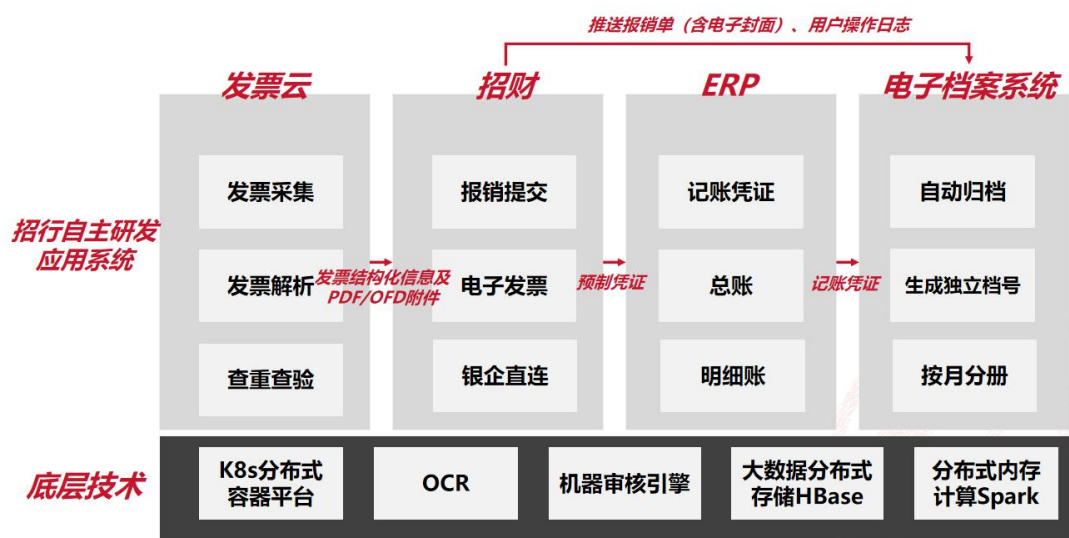 推送报销单（含电子封面）、用户操作日志
发票云
招财
ERP
电子档案系统
招行自主研发
应用系统
发票采集
报销提交
记账凭证
自动归档
发票解析
发票结构化信息及
PDF/OFD附件
电子发票
预制凭证
总账
记账凭证
生成独立档号
查重查验
银企直连
明细账
按月分册
底层技术
K8s分布式
容器平台
OCR
机器审核引擎
大数据分布式
存储HBase
分布式内存
计算Spark